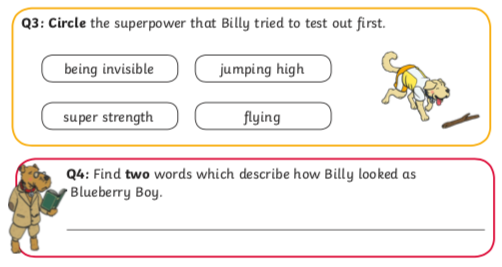 Q3: Circle the superpower that Billy tried to test out first.
being invisible
jumping high
super strength
flying
Q4: Find two words which describe how Billy looked as
Blueberry Boy.